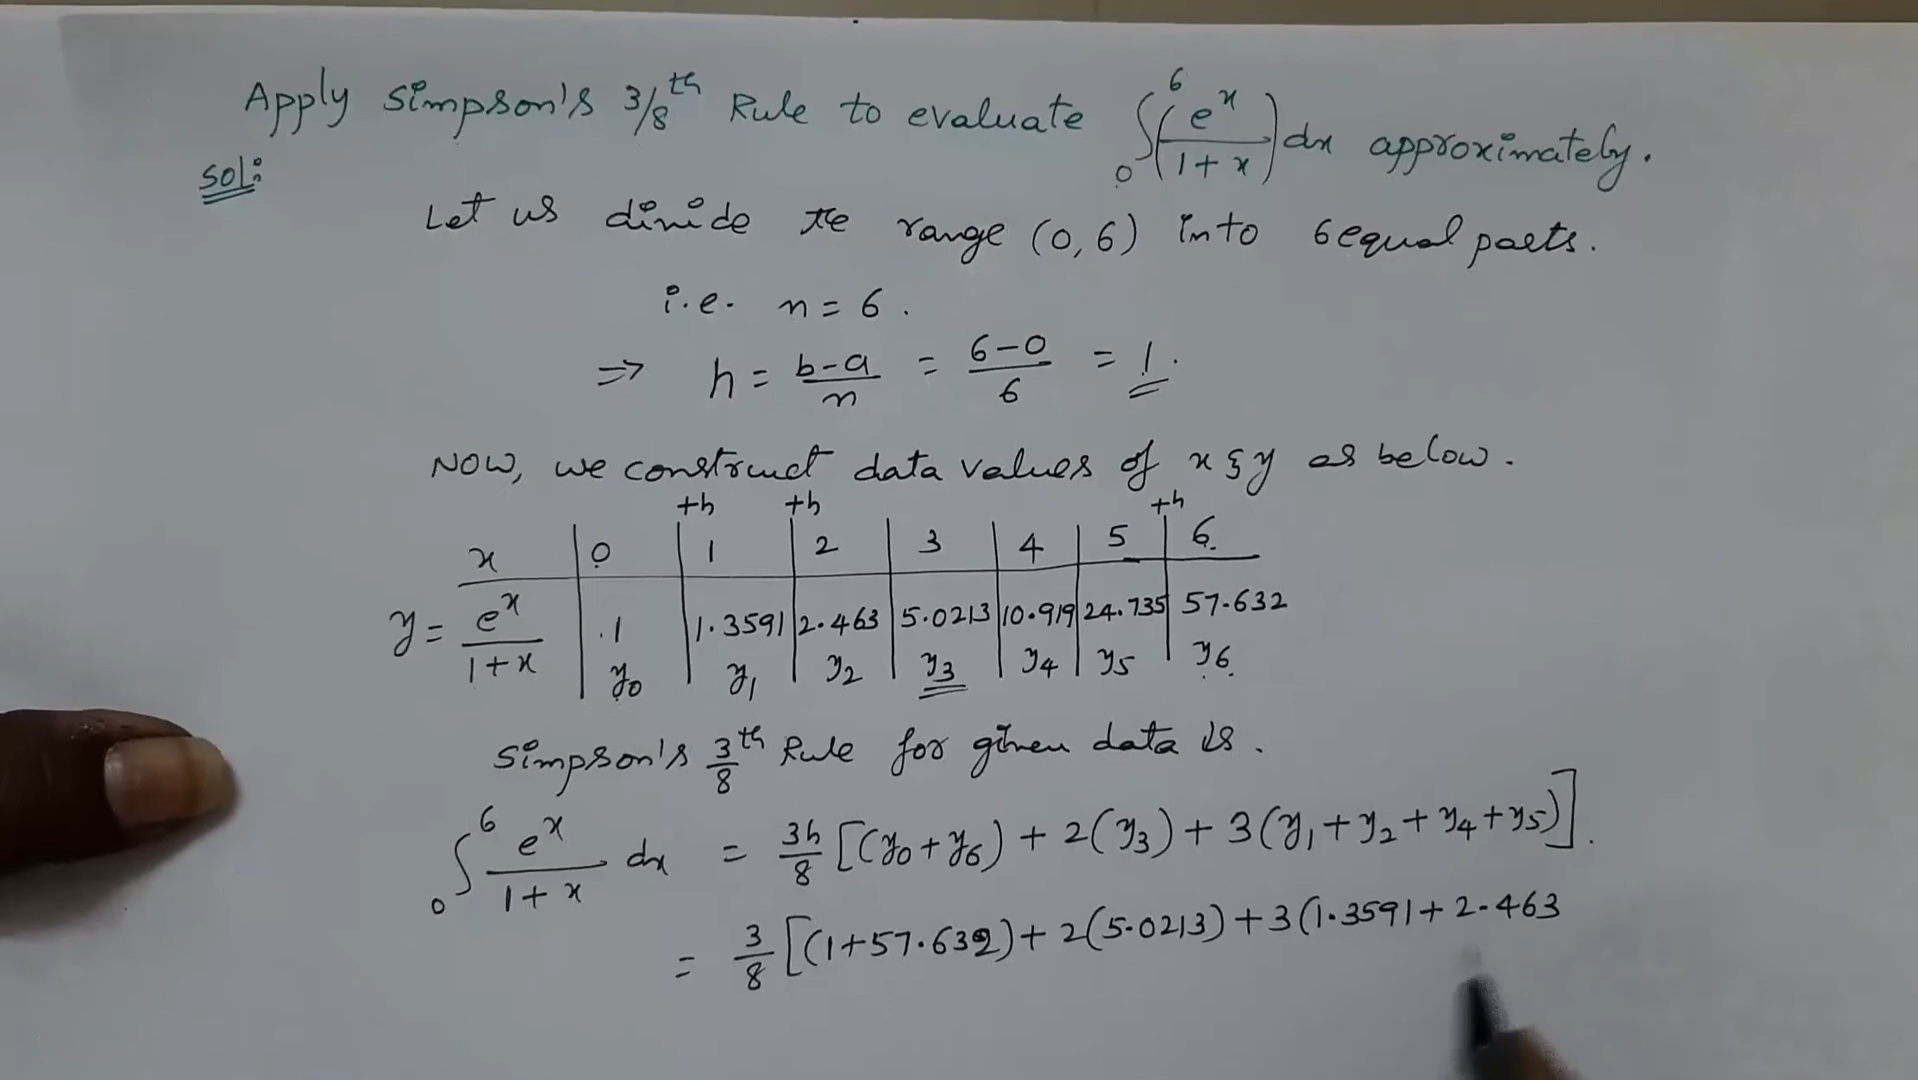 Apply Simpson's 3/8th Rule to evaluate ∫₀⁶ (eˣ/(1+x)) dx approximately.
Sol:
Let us divide the range (0,6) into 6 equal parts.
i.e. n = 6.
⇒ h = (b-a)/n = (6-0)/6 = 1.
NOW, we construct data values of x & y as below.
+h +h +h
x | 0 | 1 | 2 | 3 | 4 | 5 | 6
y = eˣ/(1+x) | 1 | 1.3591 | 2.463 | 5.0213 | 10.919 | 24.735 | 57.632
y₀ | y₁ | y₂ | y₃ | y₄ | y₅ | y₆
Simpson's 3/8th Rule for given data is.
∫₀⁶ eˣ/(1+x) dx = 3h/8 [(y₀+y₆) + 2(y₃) + 3(y₁+y₂+y₄+y₅)].
= 3/8 [(1+57.632)+2(5.0213)+3(1.3591+2.463